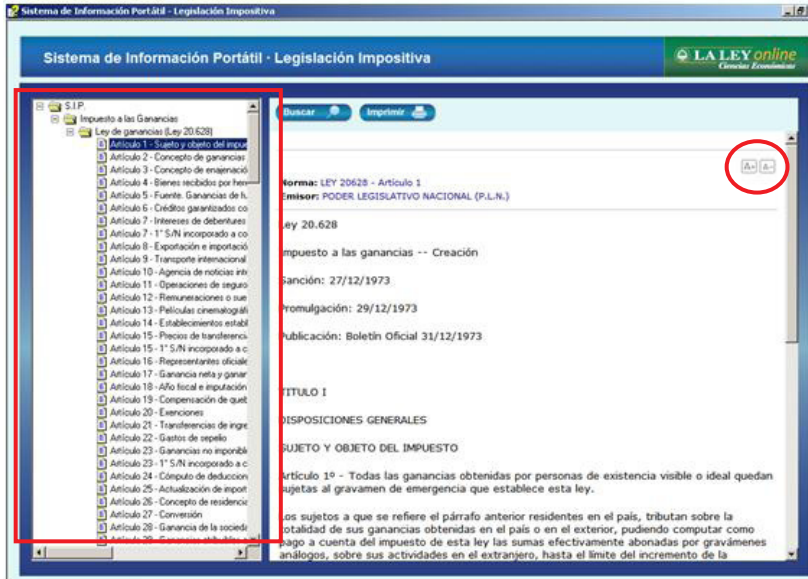 Sistema de Información Portátil - Legislación Impositiva
Sistema de Información Portátil · Legislación Impositiva
LA LEY online
Ciencias Económicas
S.I.P.
Impuesto a las Ganancias
Ley de ganancias (Ley 20.628)
Artículo 1 - Sujeto y objeto del impue
Artículo 2 - Concepto de ganancias
Artículo 3 - Concepto de enajenació
Artículo 4 - Bienes recibidos por her
Artículo 5 - Fuente. Ganancias de f
Artículo 6 - Créditos garantizados co
Artículo 7 - Intereses de debentures
Artículo 7 - 1° S/N incorporado a co
Artículo 8 - Exportación e importació
Artículo 9 - Transporte internacional
Artículo 10 - Agencia de noticias inte
Artículo 11 - Operaciones de seguro
Artículo 12 - Remuneraciones o sue
Artículo 13 - Películas cinematográfi
Artículo 14 - Establecimientos establ
Artículo 15 - Precios de transferenci
Artículo 15 - 1° S/N incorporado a c
Artículo 16 - Representantes oficiale
Artículo 17 - Ganancia neta y ganar
Artículo 18 - Año fiscal e imputación
Artículo 19 - Compensación de queb
Artículo 20 - Exenciones
Artículo 21 - Transferencias de ingre
Artículo 22 - Gastos de sepelio
Artículo 23 - Ganancias no imponibl
Artículo 23 - 1° S/N incorporado a c
Artículo 24 - Cómputo de deduccion
Artículo 25 - Actualización de import
Artículo 26 - Concepto de residencia
Artículo 27 - Conversión
Artículo 28 - Ganancia de la socieda
Buscar
Imprimir
A+ A-
Norma: LEY 20628 - Artículo 1
Emisor: PODER LEGISLATIVO NACIONAL (P.L.N.)
Ley 20.628
Impuesto a las ganancias -- Creación
Sanción: 27/12/1973
Promulgación: 29/12/1973
Publicación: Boletín Oficial 31/12/1973
TITULO I
DISPOSICIONES GENERALES
SUJETO Y OBJETO DEL IMPUESTO
Artículo 1º - Todas las ganancias obtenidas por personas de existencia visible o ideal quedan
sujetas al gravamen de emergencia que establece esta ley.
Los sujetos a que se refiere el párrafo anterior residentes en el país, tributan sobre la
totalidad de sus ganancias obtenidas en el país o en el exterior, pudiendo computar como
pago a cuenta del impuesto de esta ley las sumas efectivamente abonadas por gravámenes
análogos, sobre sus actividades en el extranjero, hasta el límite del incremento de la